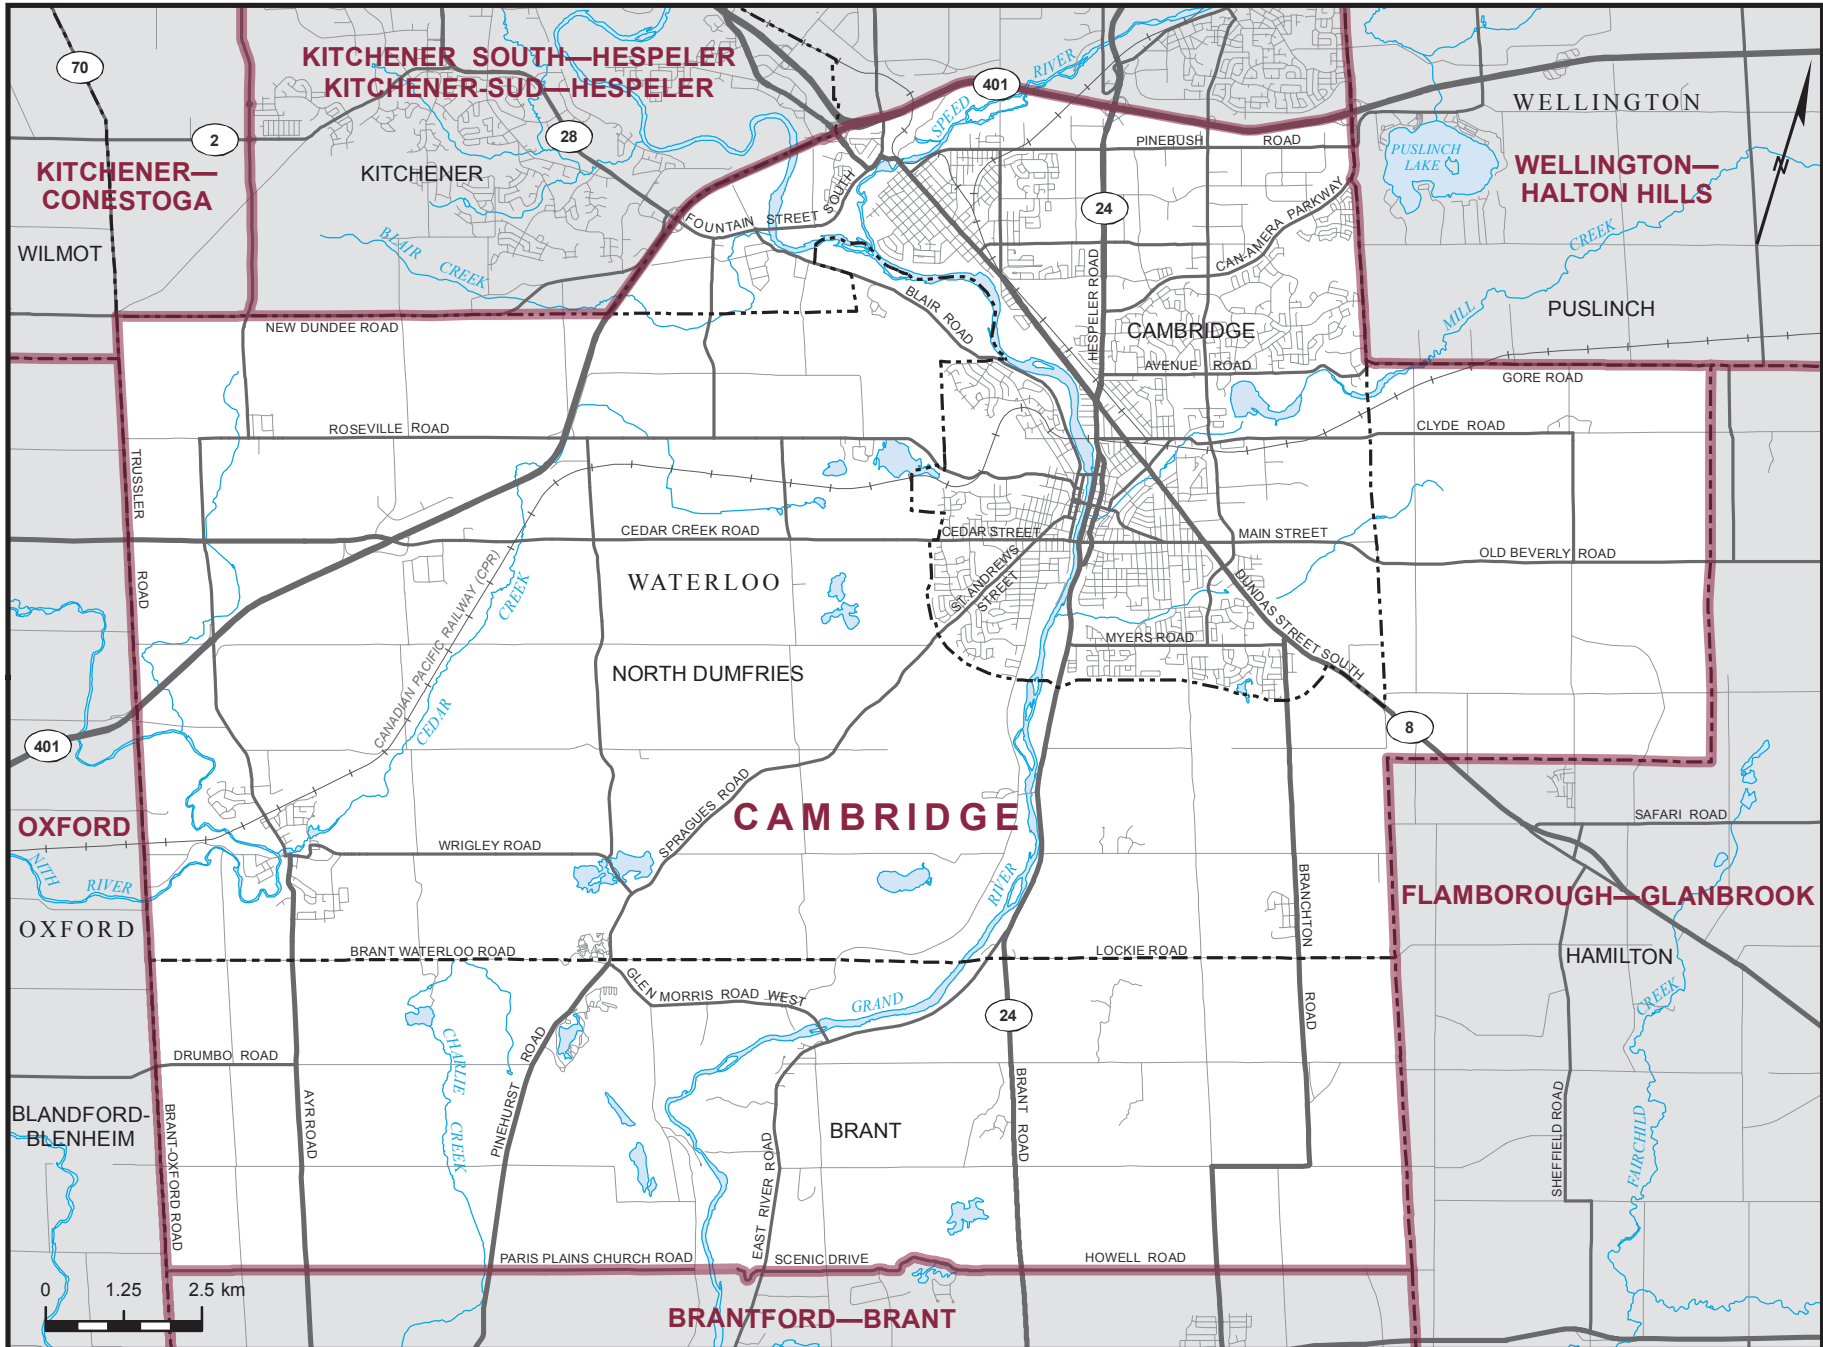 KITCHENER SOUTH—HESPELER
KITCHENER-SUD—HESPELER
70
401
RIVER
SPEED
WELLINGTON
2
28
PINEBUSH ROAD
PUSLINCH
LAKE
WELLINGTON—
HALTON HILLS
N
KITCHENER—
CONESTOGA
KITCHENER
24
FOUNTAIN STREET SOUTH
CAN-AMERA PARKWAY
WILMOT
BLAIR CREEK
CREEK
MILL
HESPELER ROAD
BLAIR ROAD
PUSLINCH
NEW DUNDEE ROAD
CAMBRIDGE
AVENUE ROAD
GORE ROAD
ROSEVILLE ROAD
CLYDE ROAD
TRUSSLER
ROAD
CEDAR CREEK ROAD
CEDAR STREET
MAIN STREET
OLD BEVERLY ROAD
WATERLOO
ST. ANDREWS
STREET
DUNDAS STREET SOUTH
CANADIAN PACIFIC RAILWAY (CPR)
CREEK
CEDAR
MYERS ROAD
NORTH DUMFRIES
401
8
SPRAGUES ROAD
CAMBRIDGE
OXFORD
SAFARI ROAD
WRIGLEY ROAD
NITH
RIVER
RIVER
BRANCHTON
ROAD
FLAMBOROUGH—GLANBROOK
OXFORD
BRANT WATERLOO ROAD
LOCKIE ROAD
HAMILTON
GLEN MORRIS ROAD WEST
GRAND
24
CREEK
FAIRCHILD
DRUMBO ROAD
CHARLIE
CREEK
PINEHURST ROAD
AYR ROAD
BRANT ROAD
SHEFFIELD ROAD
BLANDFORD-
BLENHEIM
BRANT-OXFORD ROAD
BRANT
EAST RIVER ROAD
PARIS PLAINS CHURCH ROAD
SCENIC DRIVE
HOWELL ROAD
0 1.25 2.5 km
BRANTFORD—BRANT